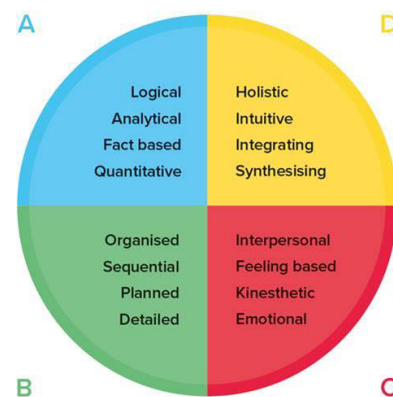 A
D
Logical
Analytical
Fact based
Quantitative
Holistic
Intuitive
Integrating
Synthesising
Organised
Sequential
Planned
Detailed
Interpersonal
Feeling based
Kinesthetic
Emotional
B
C